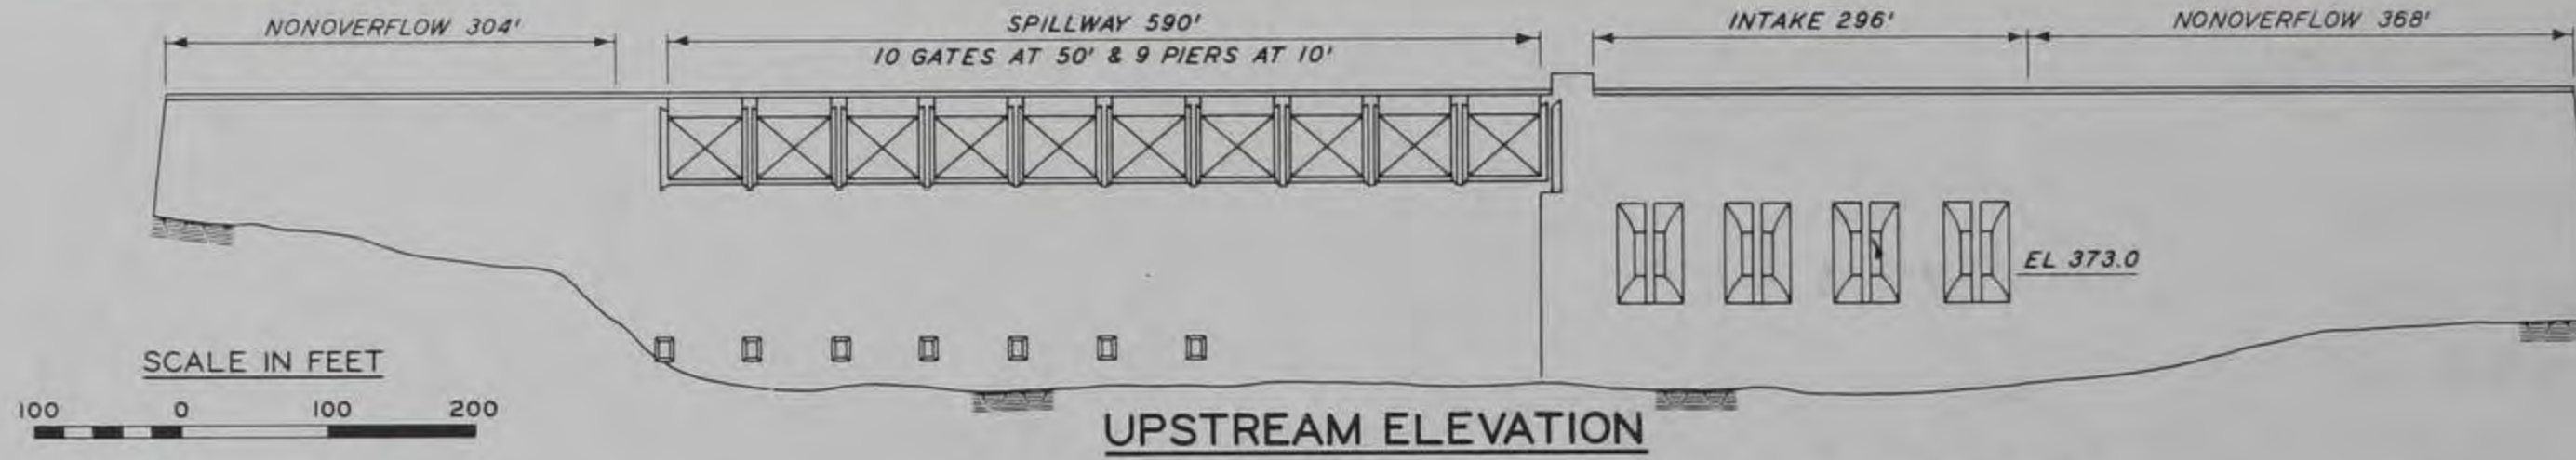 NONOVERFLOW 304'
SPILLWAY 590'
10 GATES AT 50' & 9 PIERS AT 10'
INTAKE 296'
NONOVERFLOW 368'
EL 373.0
SCALE IN FEET
100 0 100 200
UPSTREAM ELEVATION